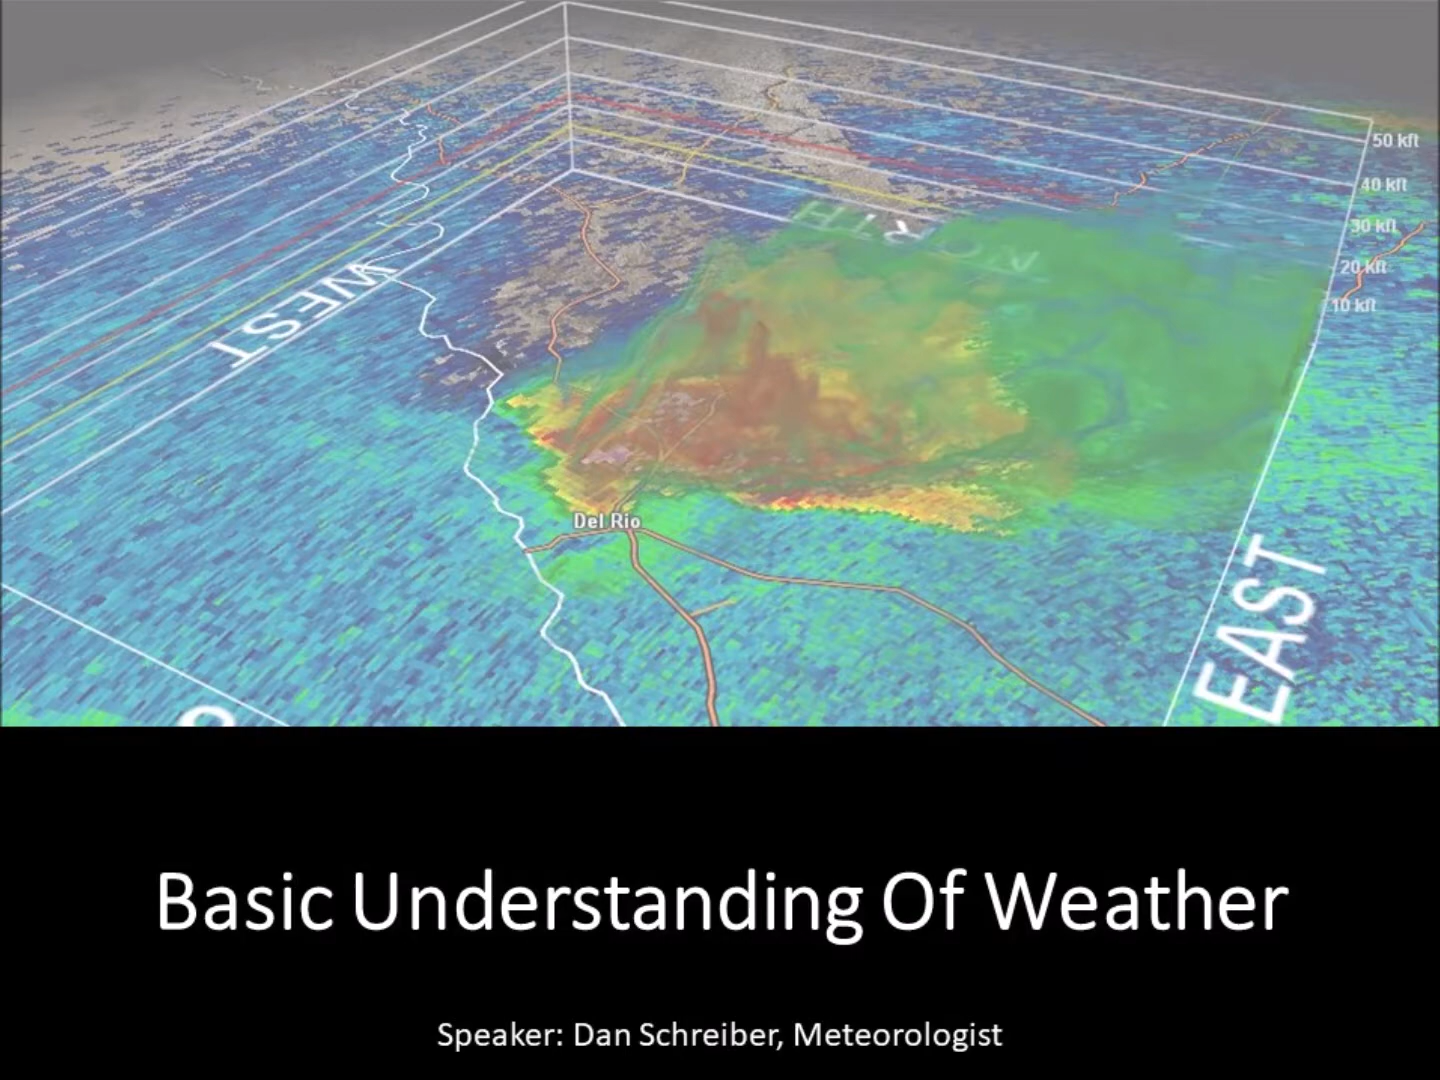 50 kft
40 kft
30 kft
20 kft
10 kft
NORTH
WEST
Del Rio
EAST
Basic Understanding Of Weather
Speaker: Dan Schreiber, Meteorologist